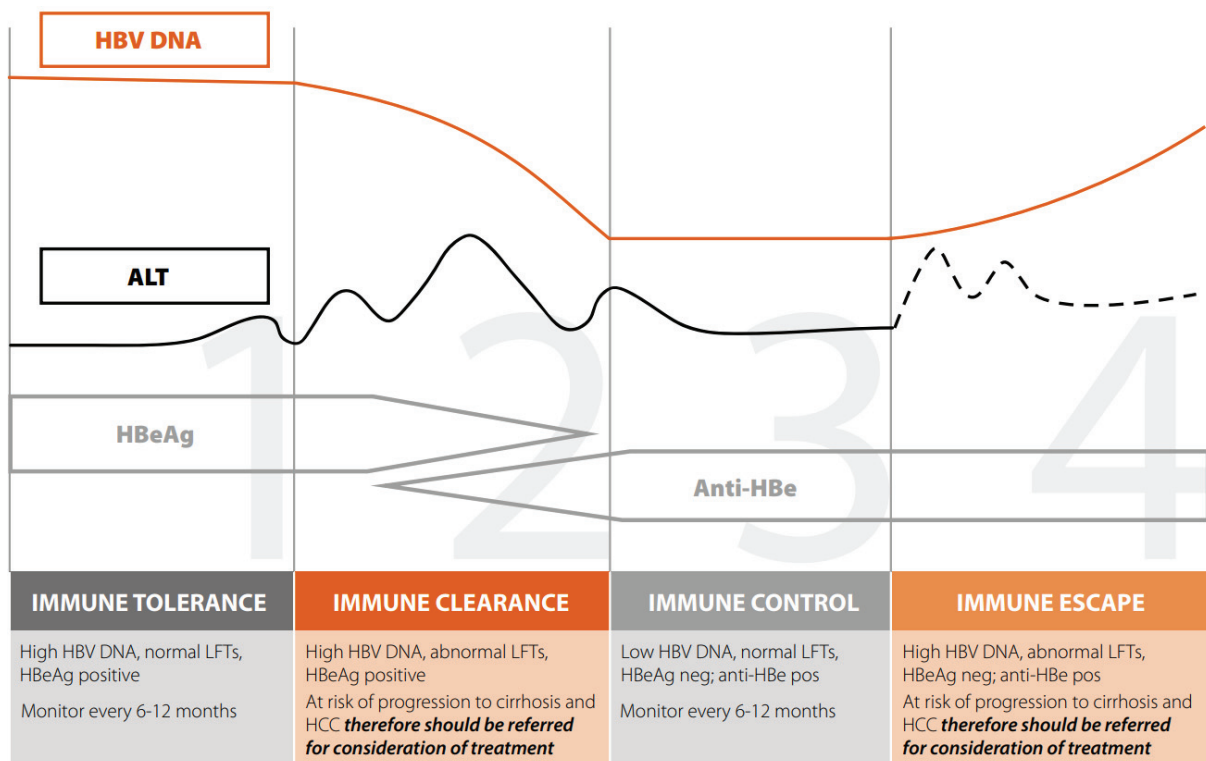 HBV DNA
ALT
1
2
3
4
HBeAg
Anti-HBe
IMMUNE TOLERANCE
High HBV DNA, normal LFTs,
HBeAg positive
Monitor every 6-12 months
IMMUNE CLEARANCE
High HBV DNA, abnormal LFTs,
HBeAg positive
At risk of progression to cirrhosis and
HCC therefore should be referred
for consideration of treatment
IMMUNE CONTROL
Low HBV DNA, normal LFTs,
HBeAg neg; anti-HBe pos
Monitor every 6-12 months
IMMUNE ESCAPE
High HBV DNA, abnormal LFTs,
HBeAg neg; anti-HBe pos
At risk of progression to cirrhosis and
HCC therefore should be referred
for consideration of treatment